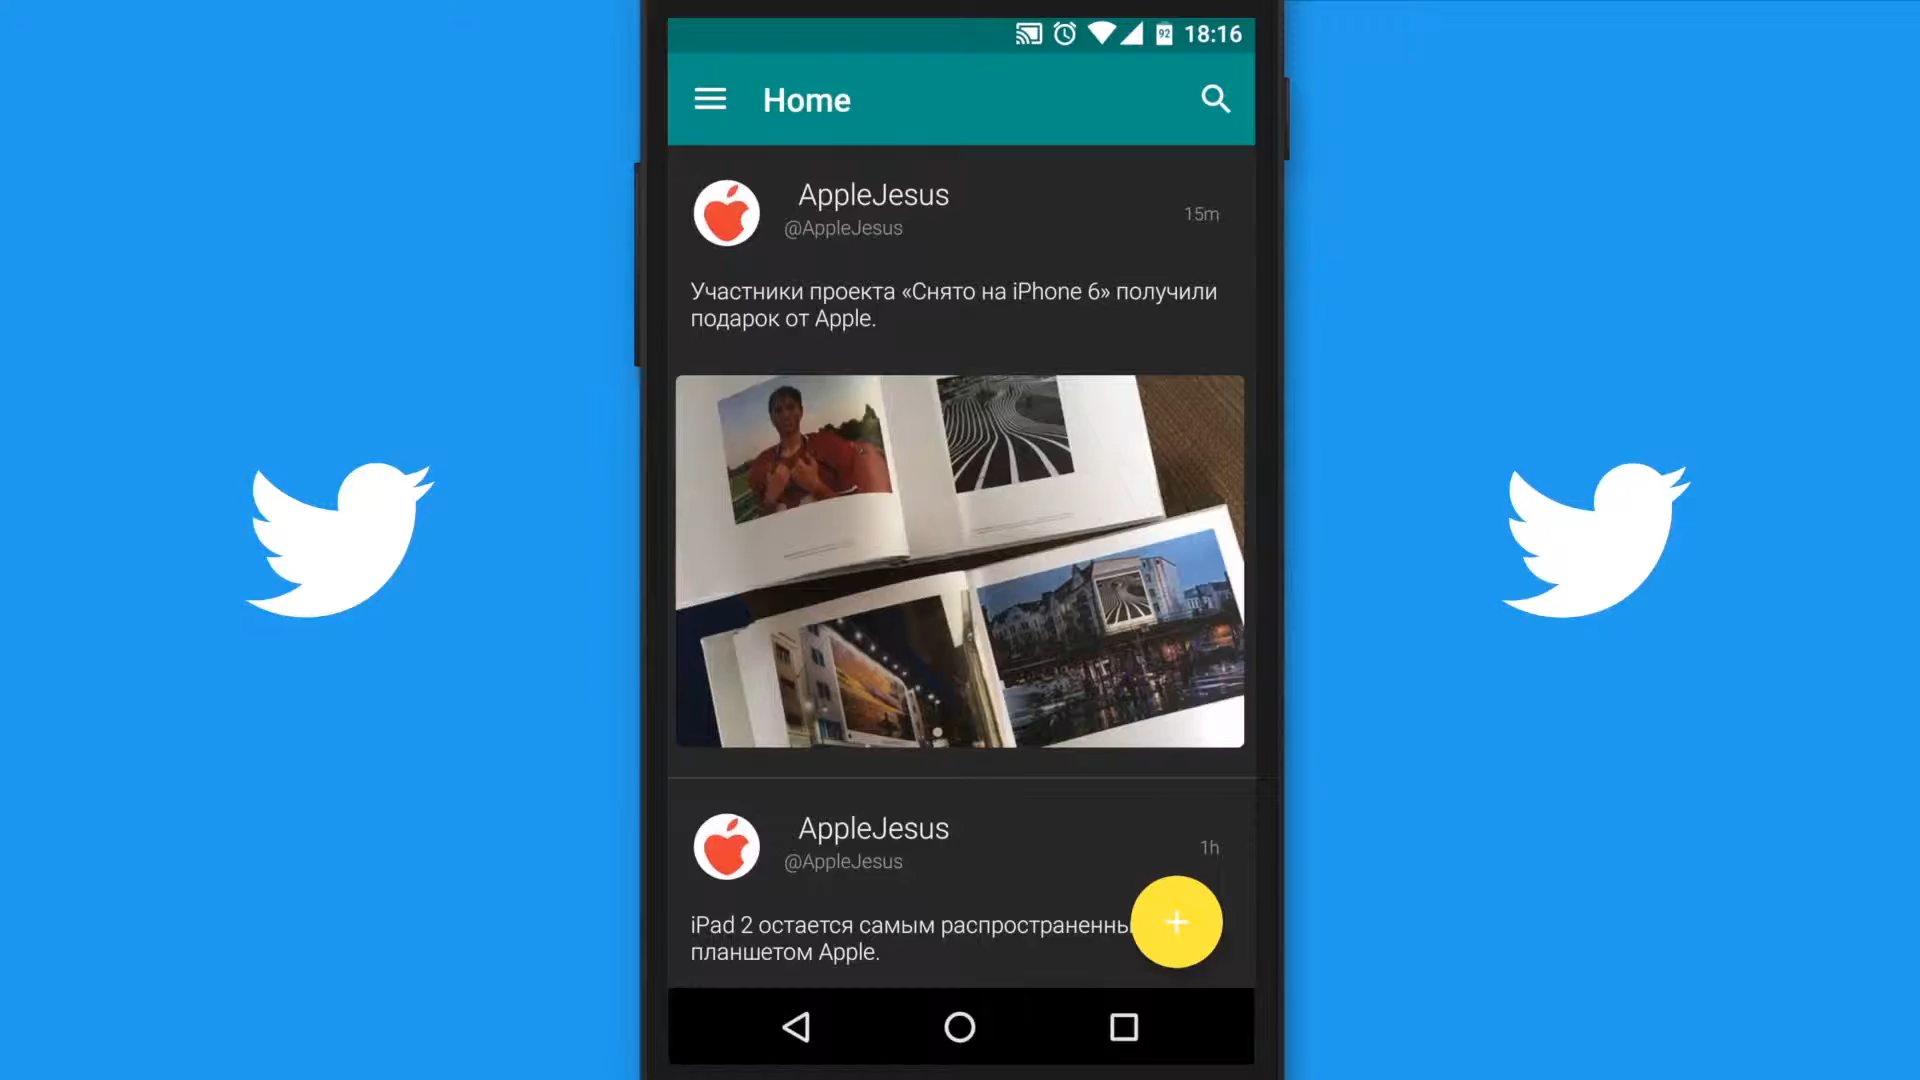 92 18:16
Home
AppleJesus
@AppleJesus
15m
Участники проекта «Снято на iPhone 6» получили
подарок от Apple.
AppleJesus
@AppleJesus
1h
iPad 2 остается самым распространенны
планшетом Apple.